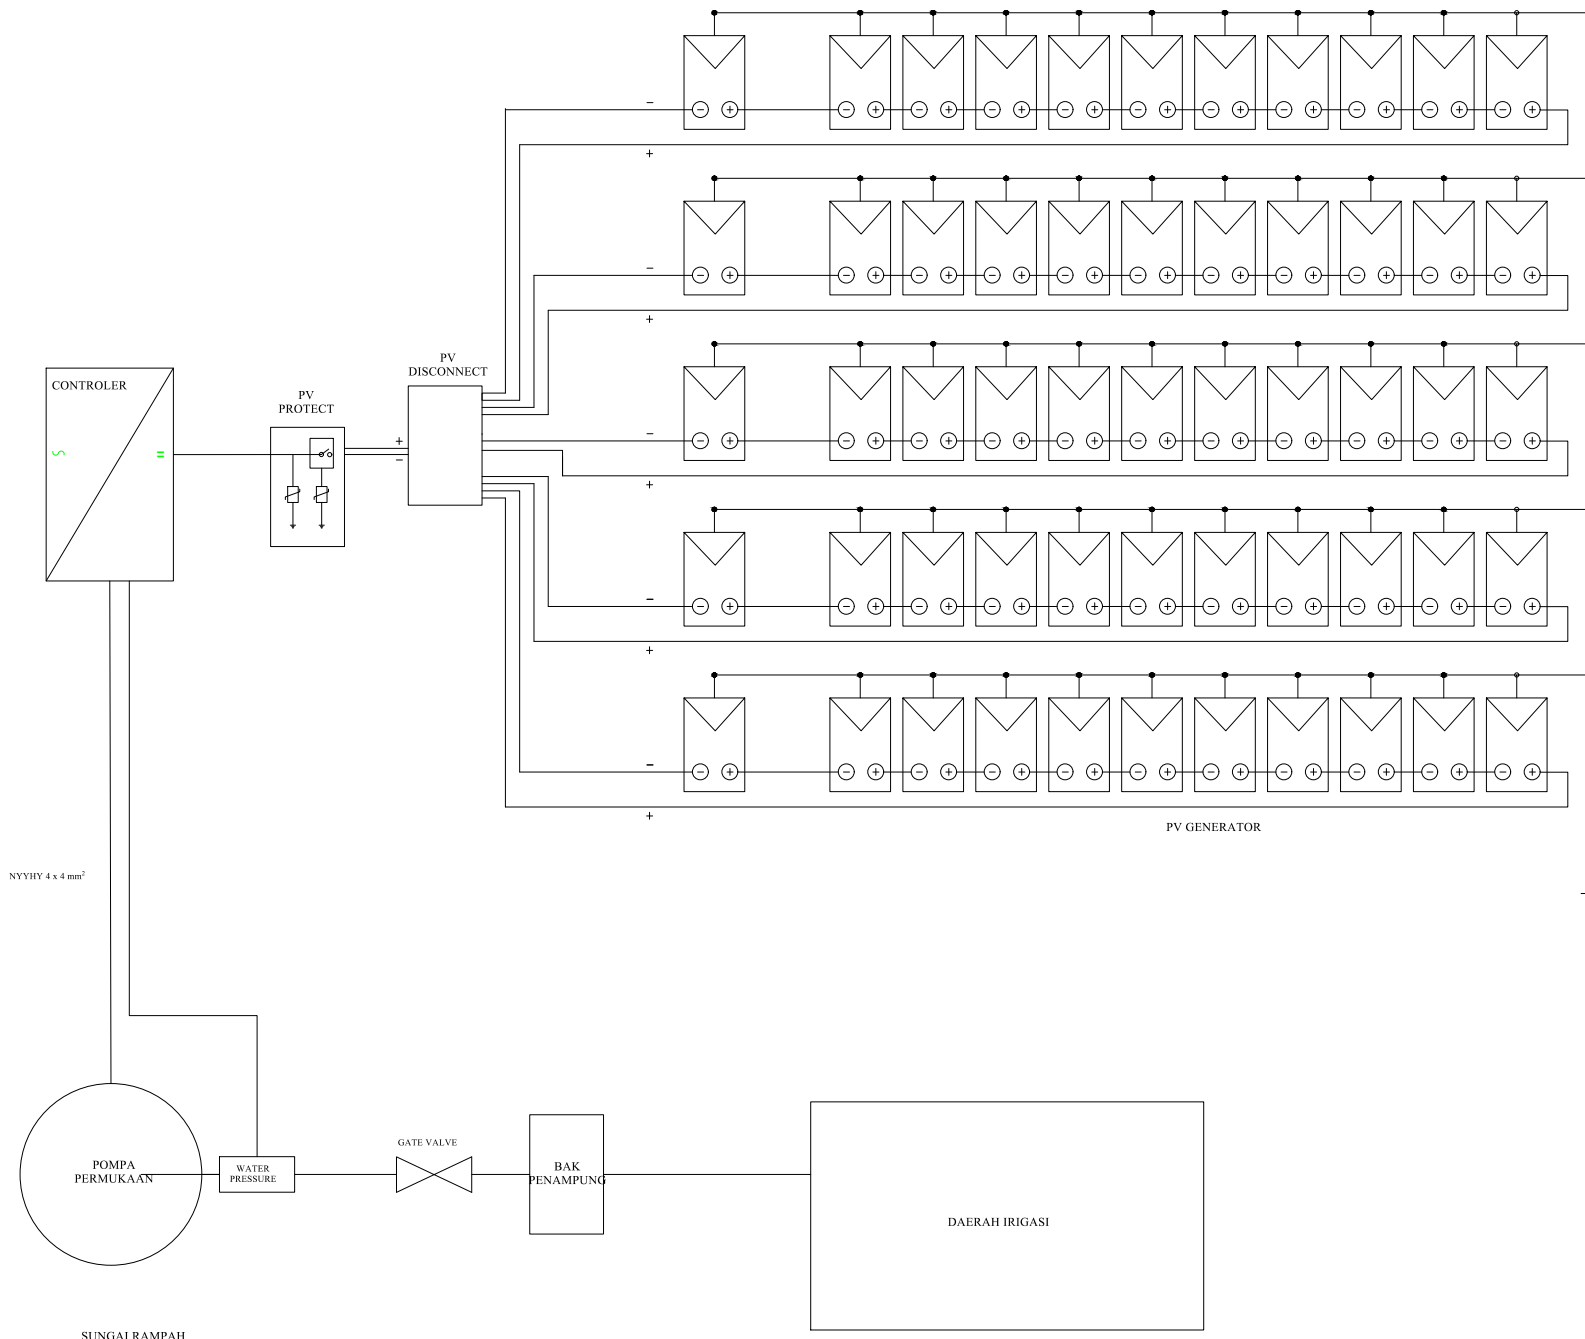 PV
DISCONNECT
CONTROLER
PV
PROTECT
+
−
−
+
−
+
−
+
−
+
−
+
PV GENERATOR
NYYHY 4 x 4 mm²
GATE VALVE
POMPA
PERMUKAAN
WATER
PRESSURE
BAK
PENAMPUNG
DAERAH IRIGASI
SUNGAI RAMPAH